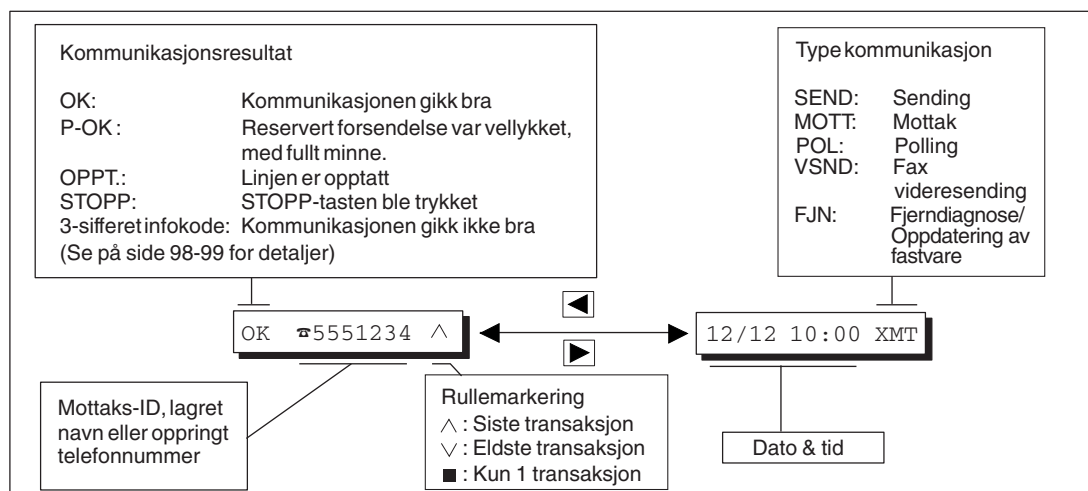 Kommunikasjonsresultat
OK: Kommunikasjonen gikk bra
P-OK : Reservert forsendelse var vellykket,
med fullt minne.
OPPT.: Linjen er opptatt
STOPP: STOPP-tasten ble trykket
3-sifferet infokode: Kommunikasjonen gikk ikke bra
(Se på side 98-99 for detaljer)
Type kommunikasjon
SEND: Sending
MOTT: Mottak
POL: Polling
VSND: Fax
videresending
FJN: Fjerndiagnose/
Oppdatering av
fastvare
OK ☎5551234 ∧
12/12 10:00 XMT
Mottaks-ID, lagret
navn eller oppringt
telefonnummer
Rullemarkering
∧ : Siste transaksjon
∨ : Eldste transaksjon
■ : Kun 1 transaksjon
Dato & tid